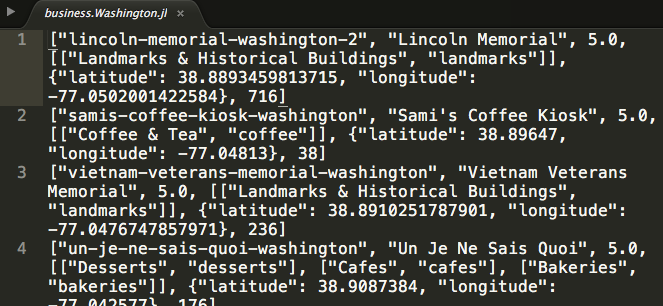 business.Washington.jl ×
1 ["lincoln-memorial-washington-2", "Lincoln Memorial", 5.0,
[["Landmarks & Historical Buildings", "landmarks"]],
{"latitude": 38.8893459813715, "longitude":
-77.0502001422584}, 716]
2 ["samis-coffee-kiosk-washington", "Sami's Coffee Kiosk", 5.0,
[["Coffee & Tea", "coffee"]], {"latitude": 38.89647,
"longitude": -77.04813}, 38]
3 ["vietnam-veterans-memorial-washington", "Vietnam Veterans
Memorial", 5.0, [["Landmarks & Historical Buildings",
"landmarks"]], {"latitude": 38.8910251787901, "longitude":
-77.0476747857971}, 236]
4 ["un-je-ne-sais-quoi-washington", "Un Je Ne Sais Quoi", 5.0,
[["Desserts", "desserts"], ["Cafes", "cafes"], ["Bakeries",
"bakeries"]], {"latitude": 38.9087384, "longitude":
-77.042577}, 176]